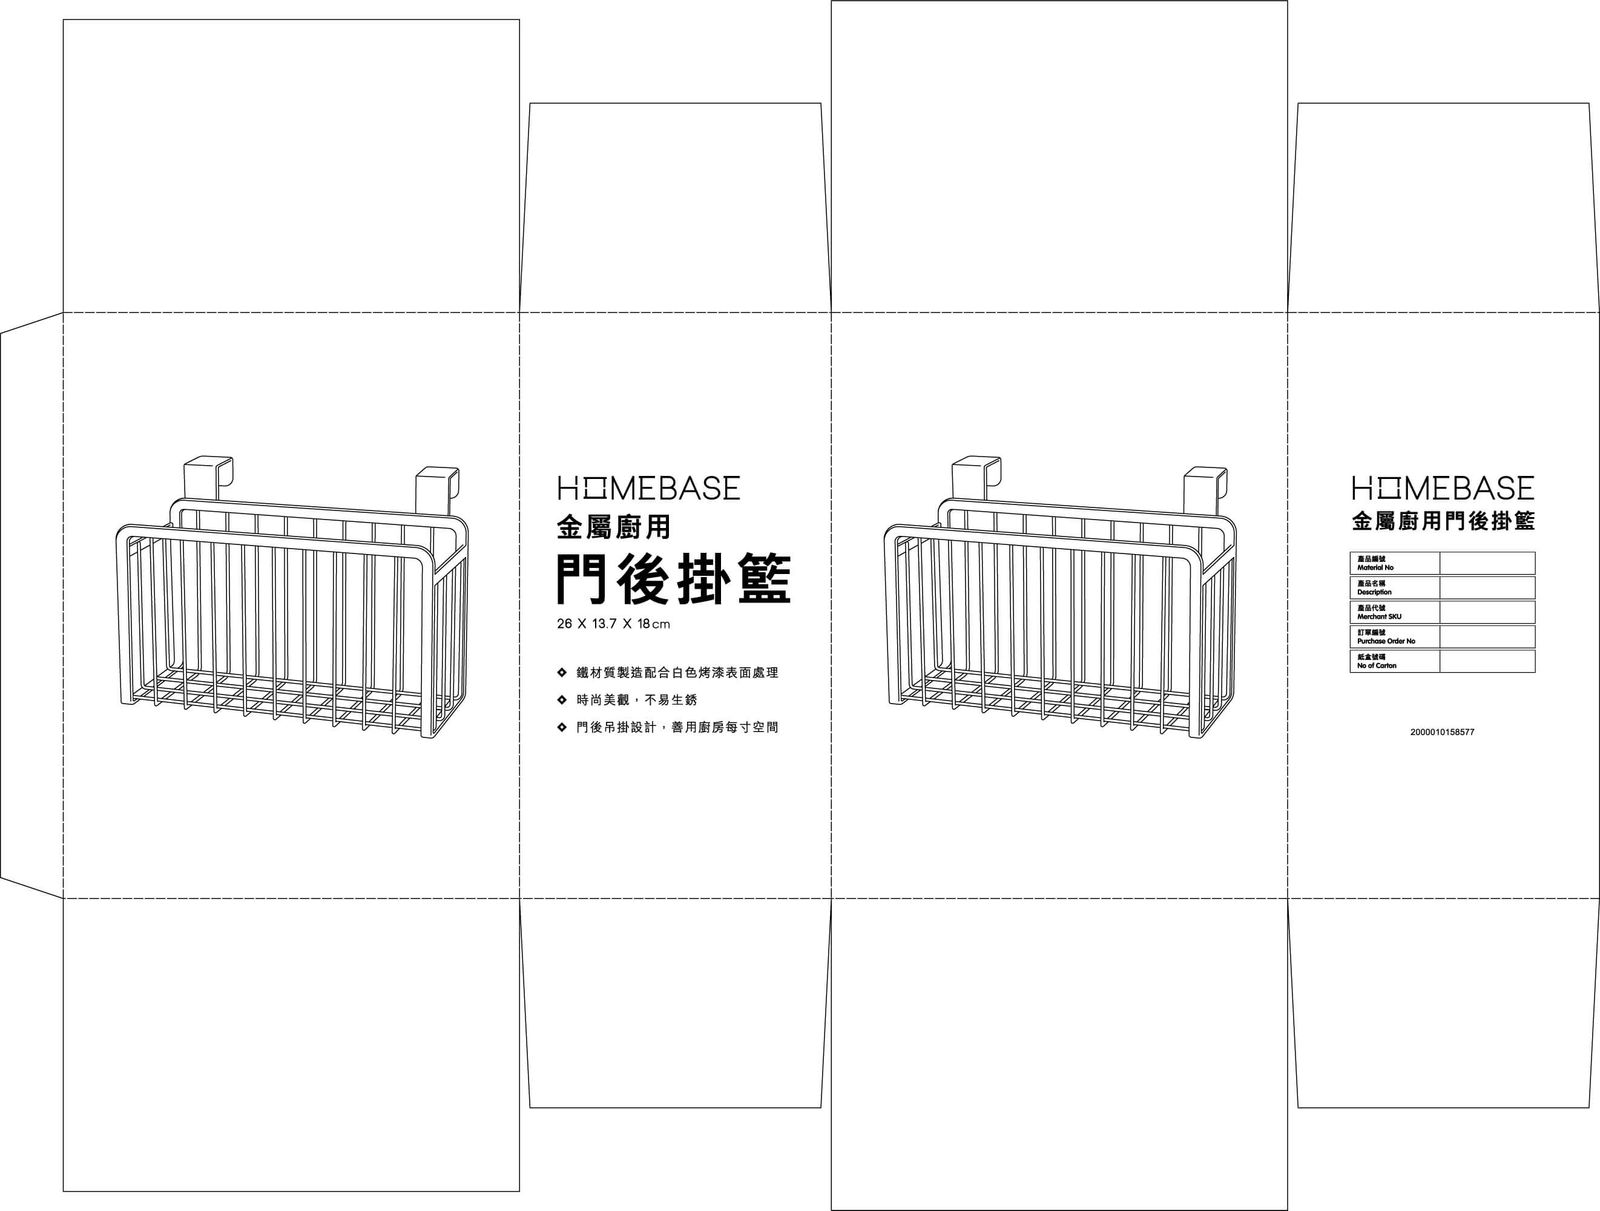 HOMEBASE
金屬廚用
門後掛籃
26 X 13.7 X 18cm
鐵材質製造配合白色烤漆表面處理
時尚美觀，不易生銹
門後吊掛設計，善用廚房每寸空間
HOMEBASE
金屬廚用門後掛籃
產品編號
Material No
產品名稱
Description
產品代號
Merchant SKU
訂單編號
Purchase Order No
紙盒號碼
No of Carton
2000010158577